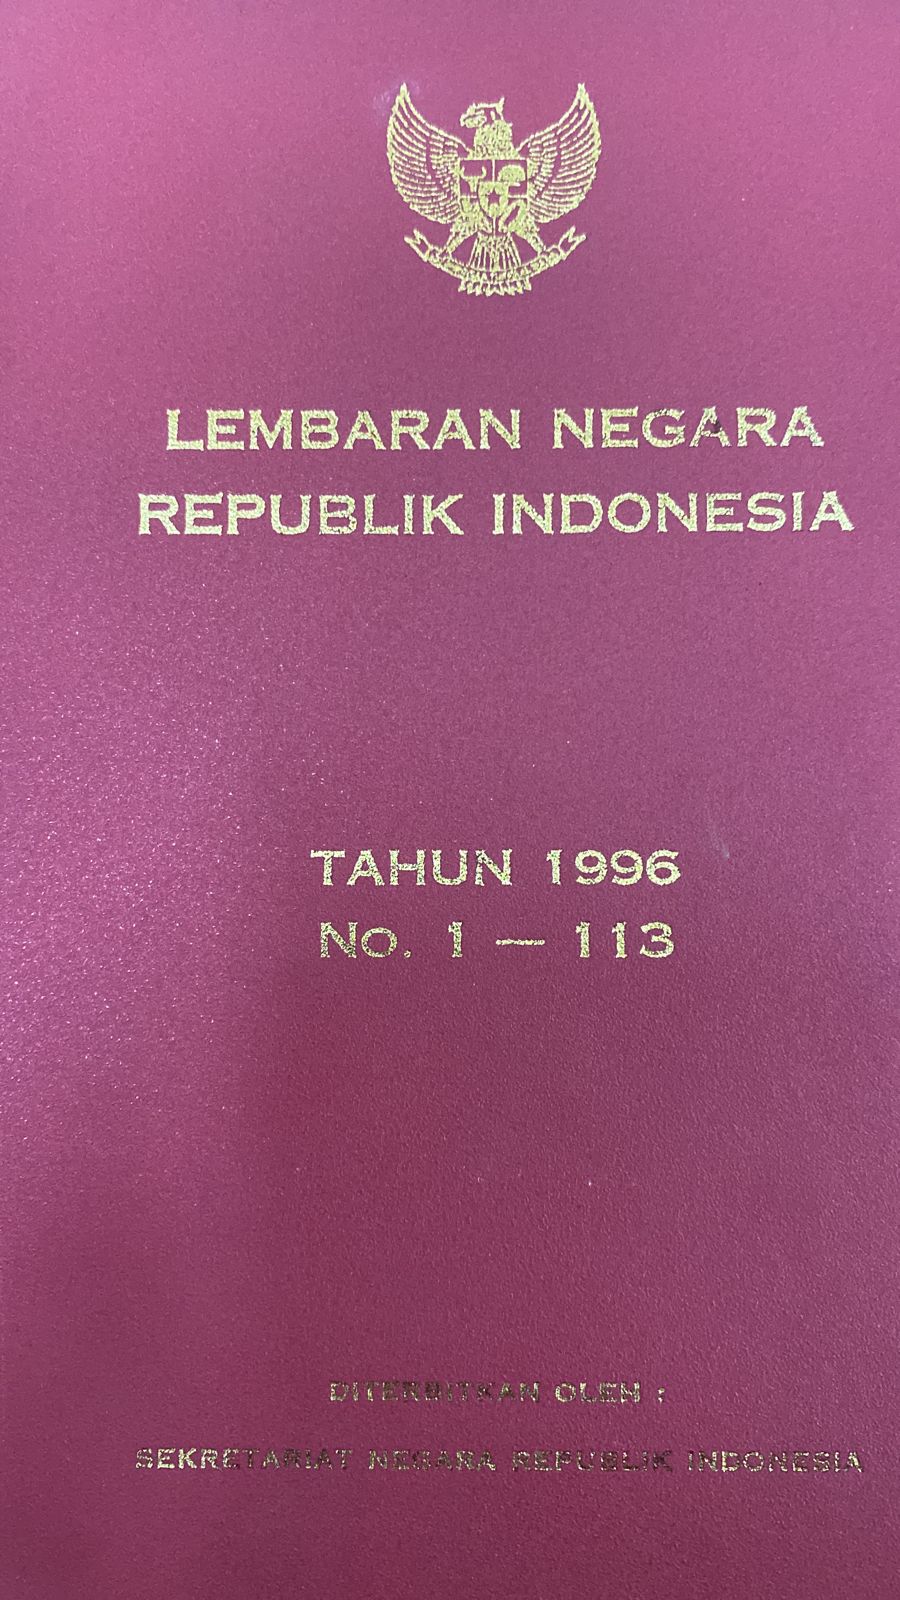 LEMBARAN NEGARA
REPUBLIK INDONESIA
TAHUN 1996
No. 1 — 113
DITERBITKAN OLEH :
SEKRETARIAT NEGARA REPUBLIK INDONESIA